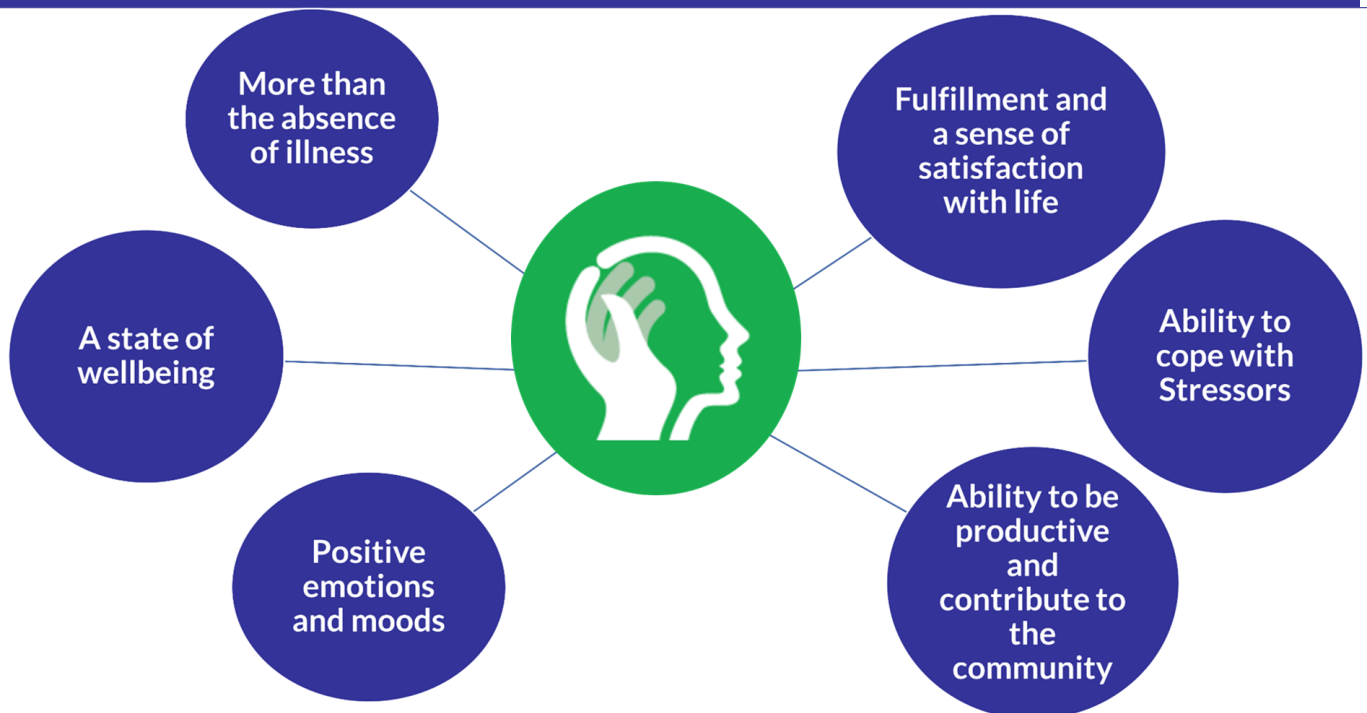 More than
the absence
of illness
Fulfillment and
a sense of
satisfaction
with life
A state of
wellbeing
Ability to
cope with
Stressors
Positive
emotions
and moods
Ability to be
productive
and
contribute to
the
community